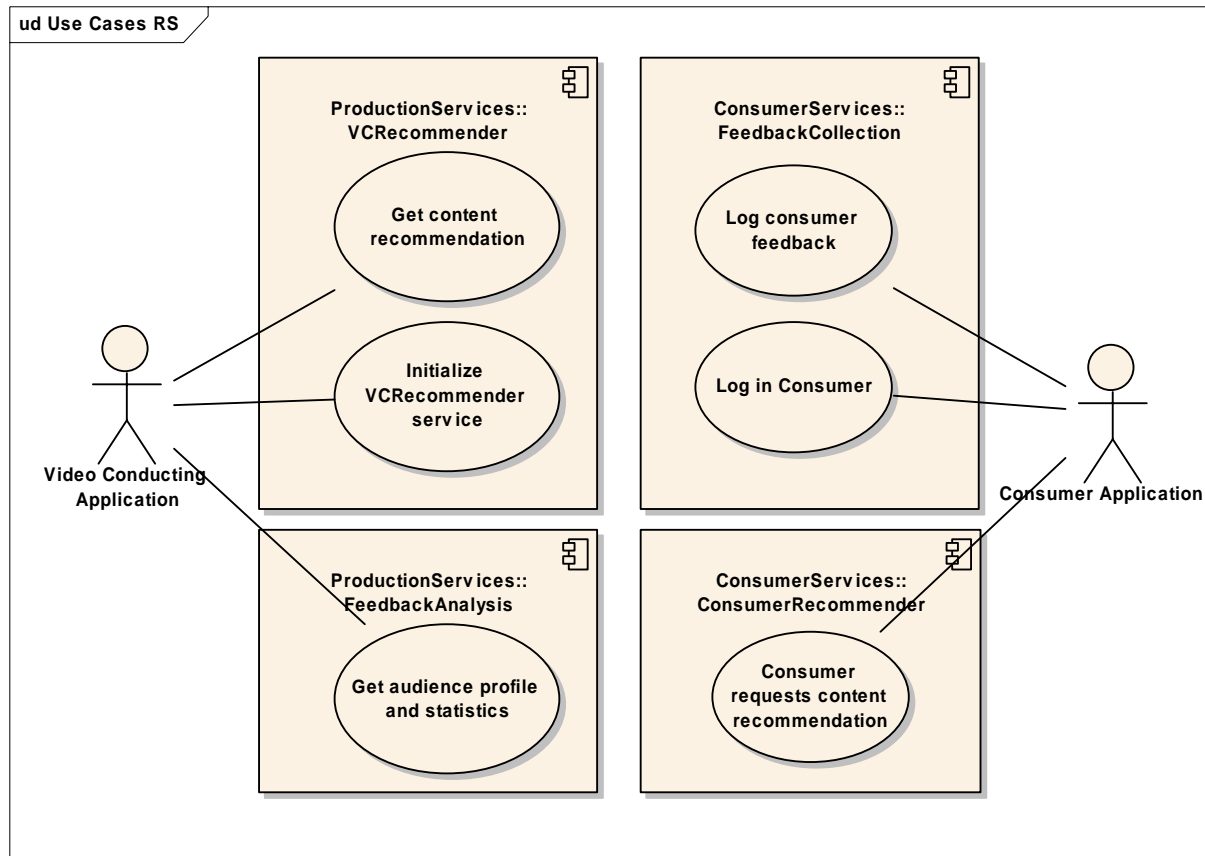 ud Use Cases RS
ProductionServices::
VCRecommender
Get content
recommendation
Initialize
VCRecommender
service
ConsumerServices::
FeedbackCollection
Log consumer
feedback
Log in Consumer
Video Conducting
Application
Consumer Application
ProductionServices::
FeedbackAnalysis
Get audience profile
and statistics
ConsumerServices::
ConsumerRecommender
Consumer
requests content
recommendation